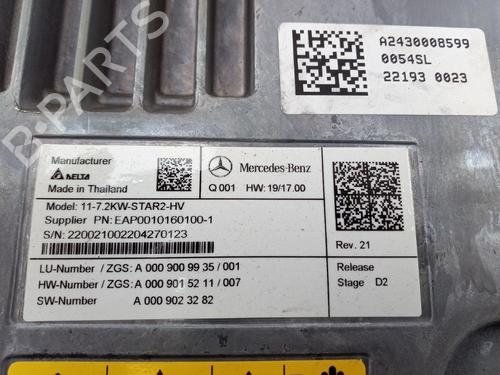 B PARTS
A2430008599
0054SL
22193 0023
Manufacturer
DELTA
Made in Thailand
Mercedes-Benz
Q 001 HW: 19/17.00
Model: 11-7.2KW-STAR2-HV
Supplier PN: EAP0010160100-1
S/N: 220021002204270123
Rev. 21
LU-Number / ZGS: A 000 900 99 35 / 001
HW-Number / ZGS: A 000 901 52 11 / 007
SW-Number A 000 902 32 82
Release
Stage D2